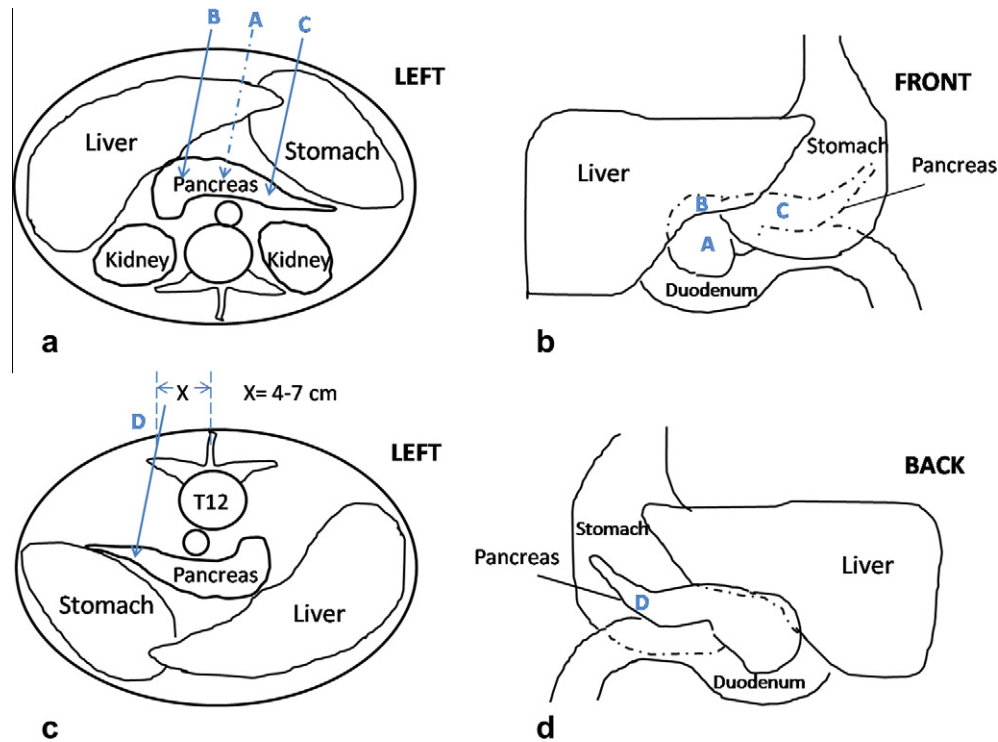 B A C
LEFT
Liver
Stomach
Pancreas
Kidney Kidney
a
FRONT
Stomach
Liver
Pancreas
B
C
A
Duodenum
b
X X= 4-7 cm
D
LEFT
T12
Pancreas
Stomach
Liver
c
BACK
Stomach
Pancreas
Liver
D
Duodenum
d